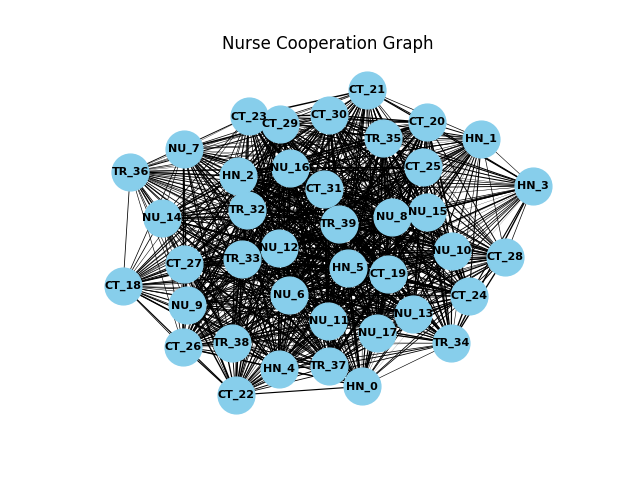 Nurse Cooperation Graph
CT_21
CT_23
CT_29
CT_30
CT_20
TR_35
HN_1
NU_7
TR_36
HN_2
NU_16
CT_25
CT_31
HN_3
NU_14
TR_32
TR_39
NU_8
NU_15
CT_27
TR_33
NU_12
HN_5
CT_19
NU_10
CT_28
CT_18
NU_9
NU_6
CT_24
NU_11
NU_13
NU_17
CT_26
TR_38
TR_34
HN_4
TR_37
HN_0
CT_22